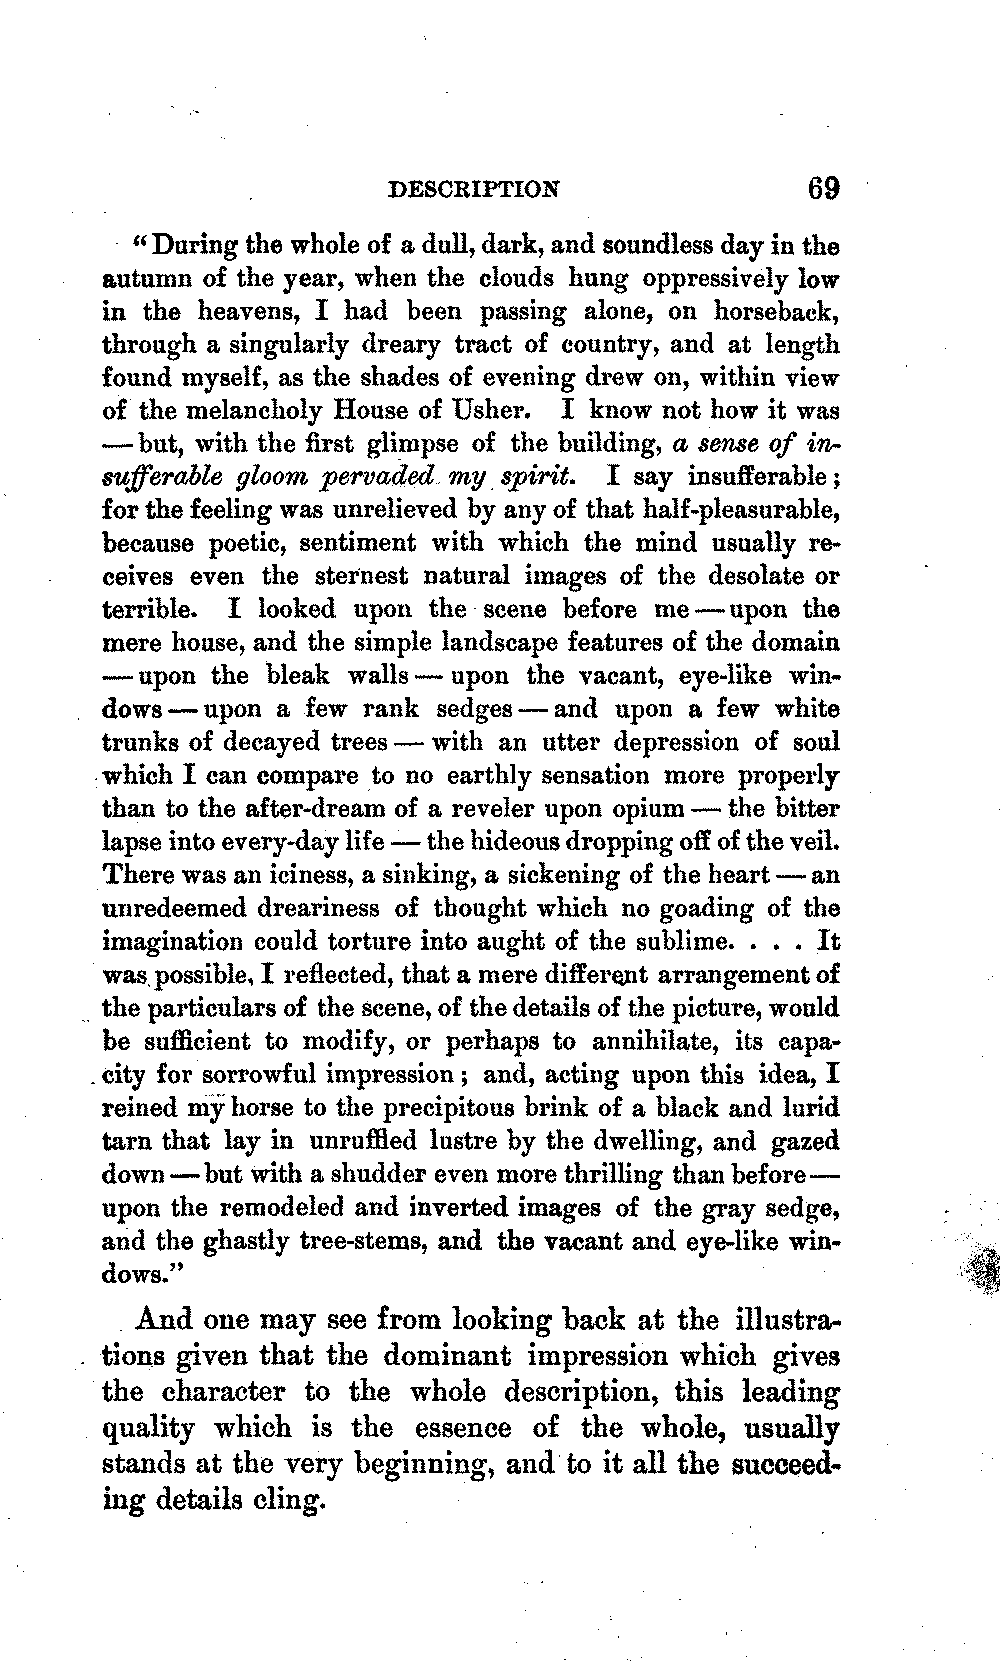 DESCRIPTION 69
“During the whole of a dull, dark, and soundless day in the
autumn of the year, when the clouds hung oppressively low
in the heavens, I had been passing alone, on horseback,
through a singularly dreary tract of country, and at length
found myself, as the shades of evening drew on, within view
of the melancholy House of Usher. I know not how it was
— but, with the first glimpse of the building, a sense of in-
sufferable gloom pervaded my spirit. I say insufferable;
for the feeling was unrelieved by any of that half-pleasurable,
because poetic, sentiment with which the mind usually re-
ceives even the sternest natural images of the desolate or
terrible. I looked upon the scene before me — upon the
mere house, and the simple landscape features of the domain
— upon the bleak walls — upon the vacant, eye-like win-
dows — upon a few rank sedges — and upon a few white
trunks of decayed trees — with an utter depression of soul
which I can compare to no earthly sensation more properly
than to the after-dream of a reveler upon opium — the bitter
lapse into every-day life — the hideous dropping off of the veil.
There was an iciness, a sinking, a sickening of the heart — an
unredeemed dreariness of thought which no goading of the
imagination could torture into aught of the sublime. . . . It
was possible, I reflected, that a mere different arrangement of
the particulars of the scene, of the details of the picture, would
be sufficient to modify, or perhaps to annihilate, its capa-
city for sorrowful impression; and, acting upon this idea, I
reined my horse to the precipitous brink of a black and lurid
tarn that lay in unruffled lustre by the dwelling, and gazed
down — but with a shudder even more thrilling than before —
upon the remodeled and inverted images of the gray sedge,
and the ghastly tree-stems, and the vacant and eye-like win-
dows.”
And one may see from looking back at the illustra-
tions given that the dominant impression which gives
the character to the whole description, this leading
quality which is the essence of the whole, usually
stands at the very beginning, and to it all the succeed-
ing details cling.